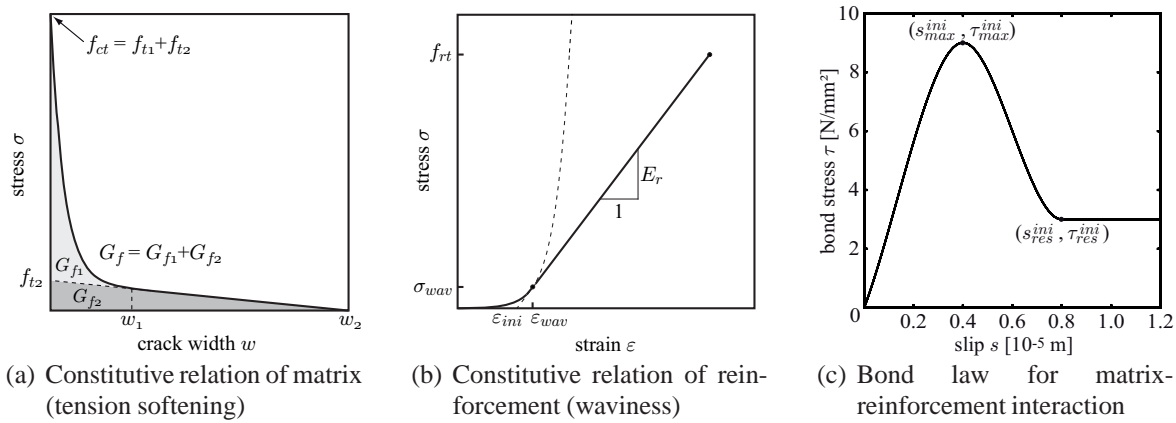 stress σ
f_ct = f_t1+f_t2
G_f = G_f1+G_f2
f_t2
G_f1
G_f2
w_1
w_2
crack width w
(a) Constitutive relation of matrix
(tension softening)
stress σ
f_rt
E_r
1
σ_wav
ε_ini
ε_wav
strain ε
(b) Constitutive relation of rein-
forcement (waviness)
bond stress τ [N/mm²]
10
8
6
4
2
0
(s_max^ini, τ_max^ini)
(s_res^ini, τ_res^ini)
0.2 0.4 0.6 0.8 1.0 1.2
slip s [10⁻⁵ m]
(c) Bond law for matrix-
reinforcement interaction